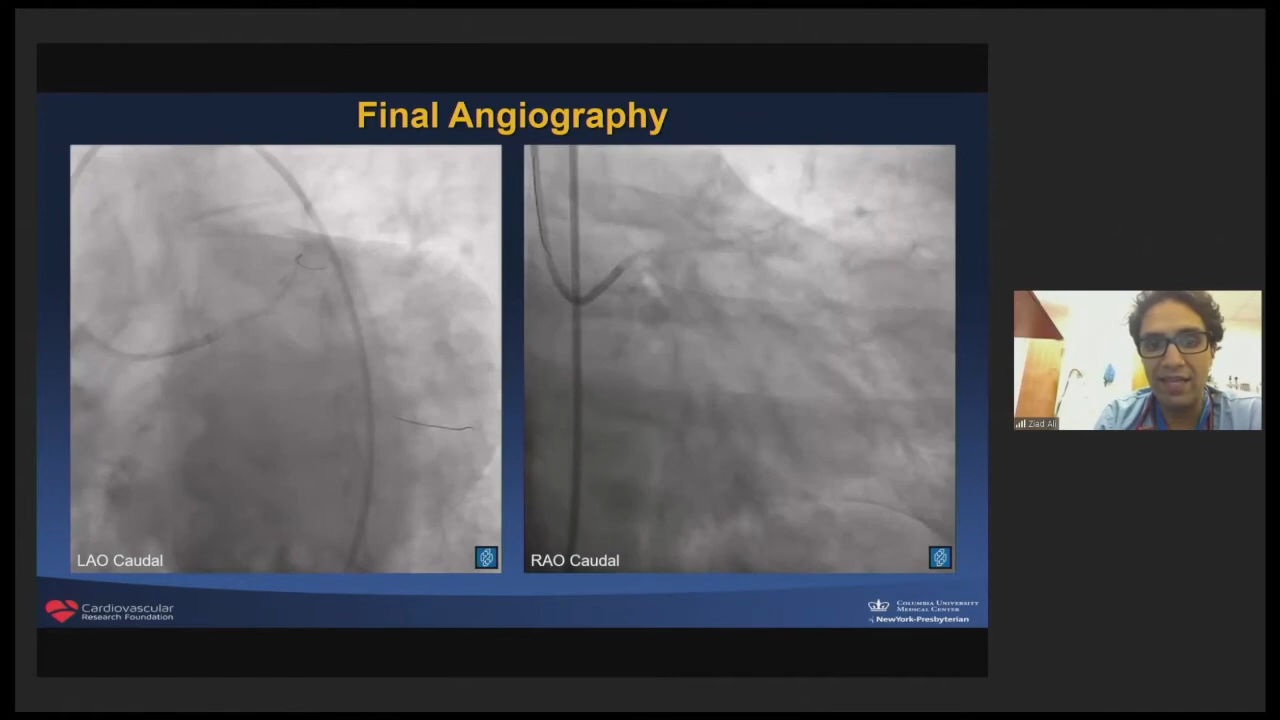 Final Angiography
LAO Caudal
RAO Caudal
Cardiovascular
Research Foundation
COLUMBIA UNIVERSITY
MEDICAL CENTER
NewYork-Presbyterian
Ziad Ali